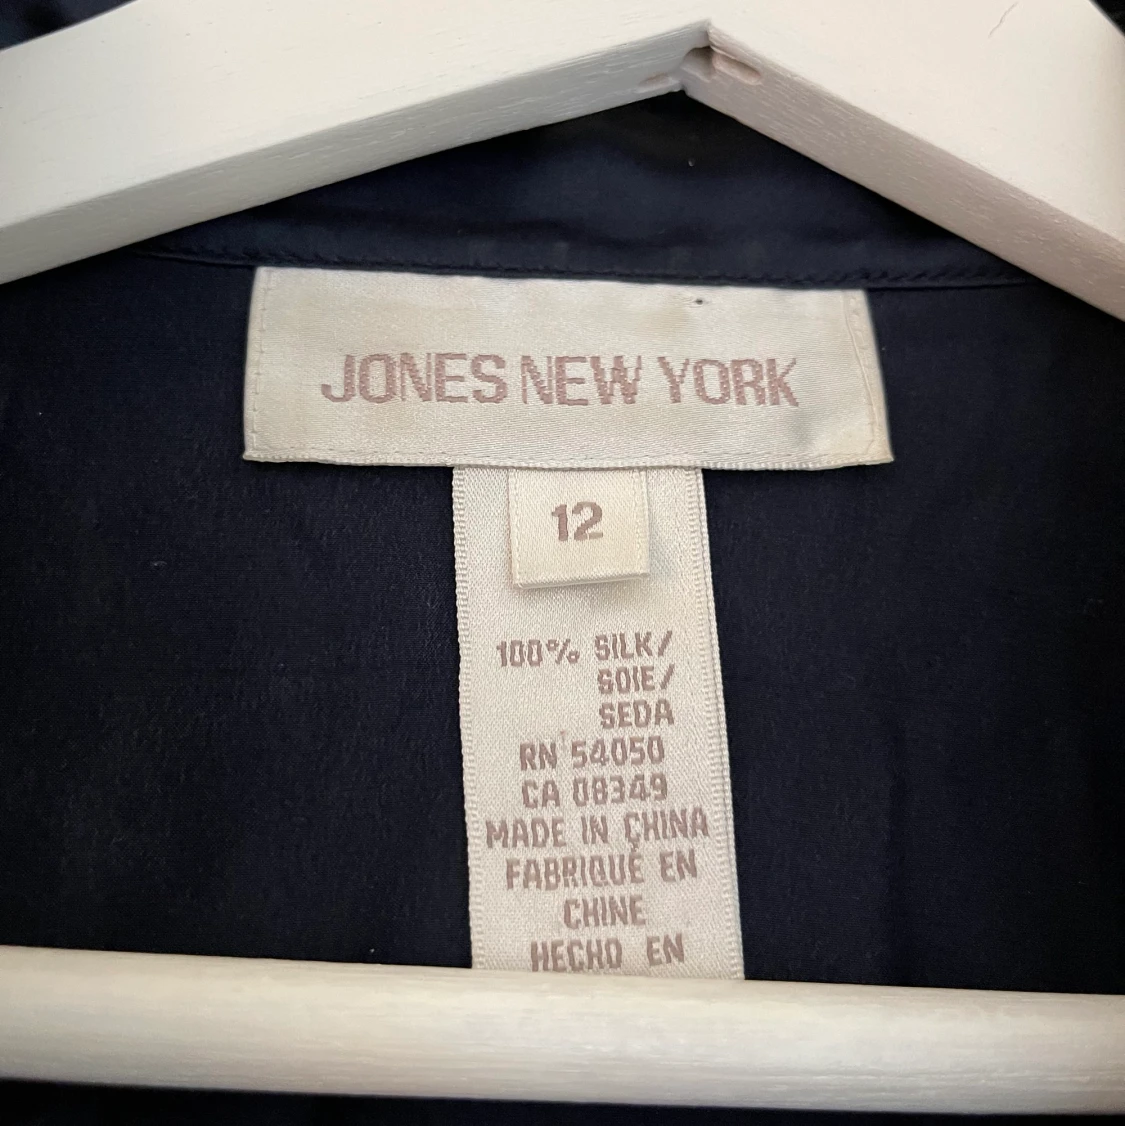 JONES NEW YORK
12
100% SILK/
SOIE/
SEDA
RN 54050
CA 08349
MADE IN CHINA
FABRIQUÉ EN
CHINE
HECHO EN